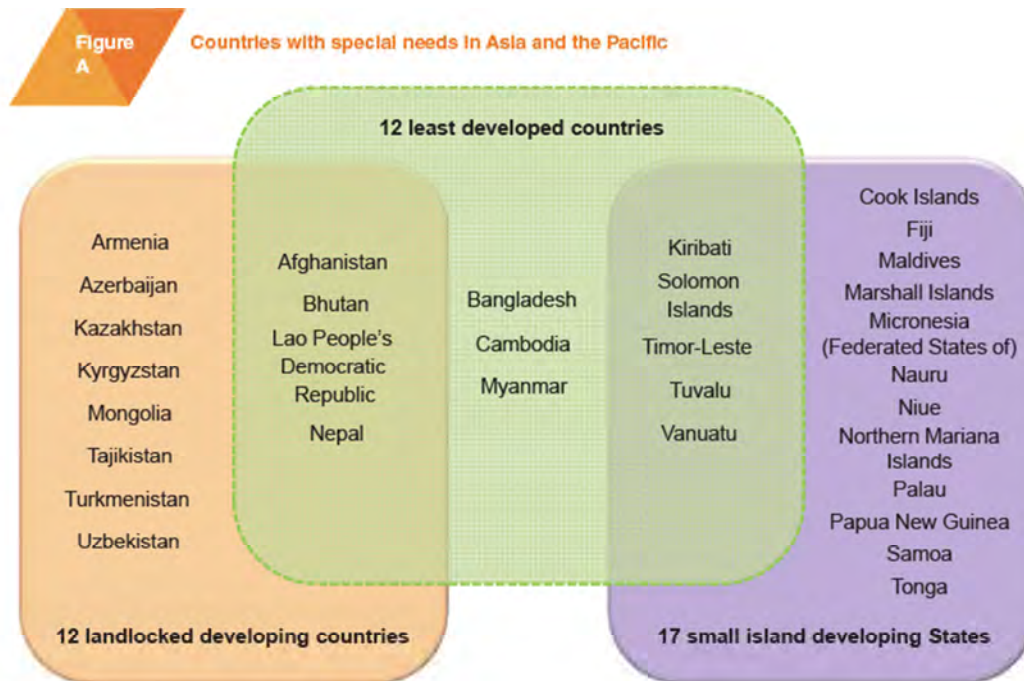 Figure
A
Countries with special needs in Asia and the Pacific
12 least developed countries
Armenia
Azerbaijan
Kazakhstan
Kyrgyzstan
Mongolia
Tajikistan
Turkmenistan
Uzbekistan
12 landlocked developing countries
Afghanistan
Bhutan
Lao People's
Democratic
Republic
Nepal
Bangladesh
Cambodia
Myanmar
Kiribati
Solomon
Islands
Timor-Leste
Tuvalu
Vanuatu
Cook Islands
Fiji
Maldives
Marshall Islands
Micronesia
(Federated States of)
Nauru
Niue
Northern Mariana
Islands
Palau
Papua New Guinea
Samoa
Tonga
17 small island developing States